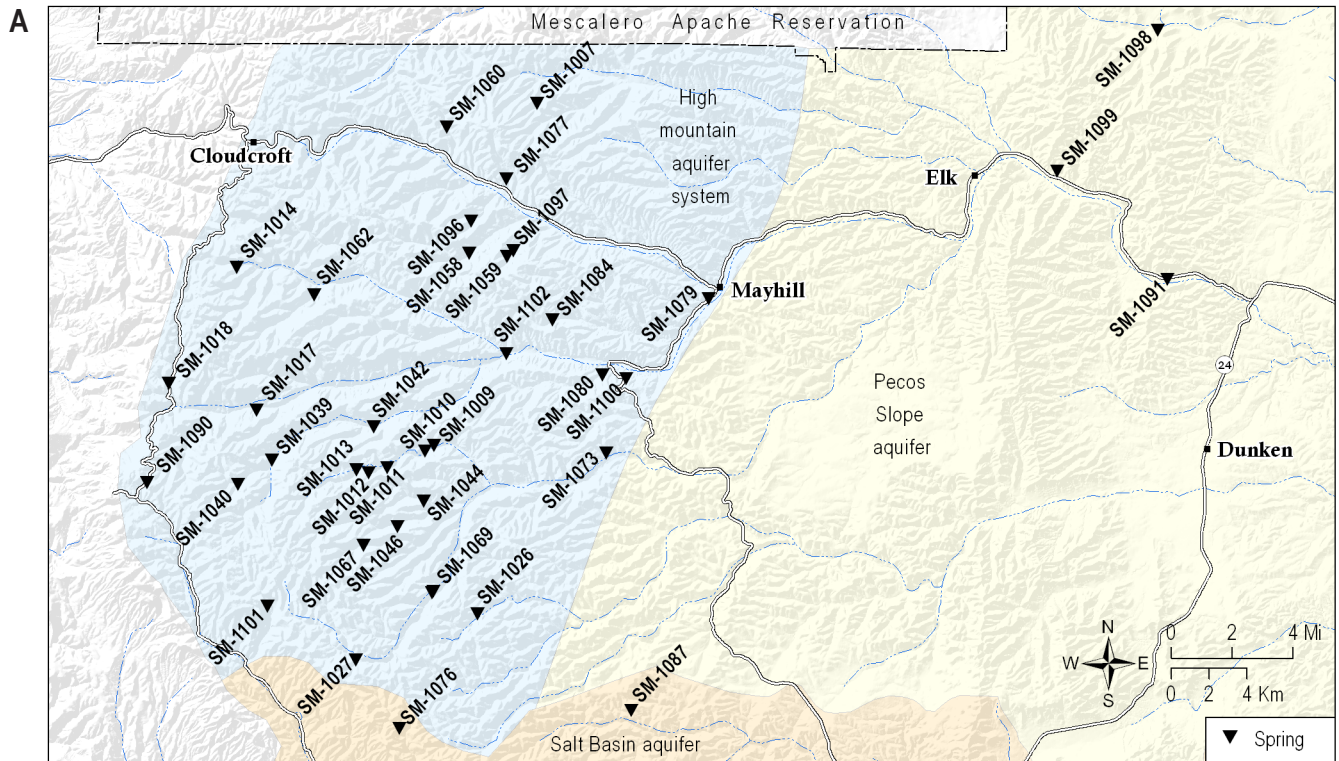 A
Mescalero Apache Reservation
SM-1098
SM-1060
SM-1007
High
mountain
aquifer
system
SM-1099
Cloudcroft
SM-1077
Elk
SM-1014
SM-1062
SM-1096
SM-1097
SM-1058
SM-1059
SM-1084
SM-1102
SM-1079
Mayhill
SM-1091
SM-1018
SM-1017
SM-1042
SM-1010
SM-1009
SM-1080
SM-1100
24
Pecos
Slope
aquifer
SM-1090
SM-1039
SM-1013
SM-1012
SM-1011
SM-1044
SM-1073
Dunken
SM-1040
SM-1067
SM-1046
SM-1069
SM-1026
SM-1101
SM-1027
SM-1076
SM-1087
Salt Basin aquifer
N
W E
S
0 2 4 Mi
0 2 4 Km
Spring